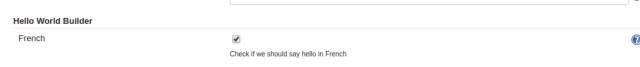 Hello World Builder
French
Check if we should say hello in French